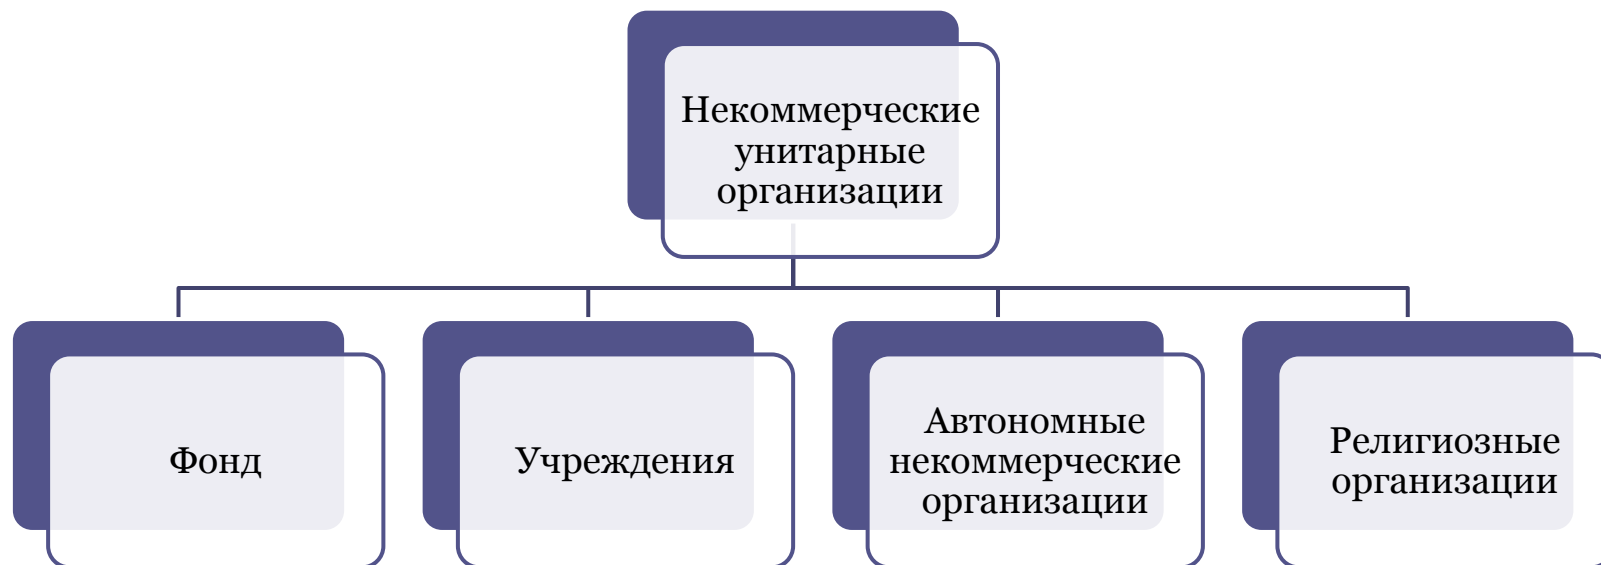 Некоммерческие
унитарные
организации
Фонд
Учреждения
Автономные
некоммерческие
организации
Религиозные
организации